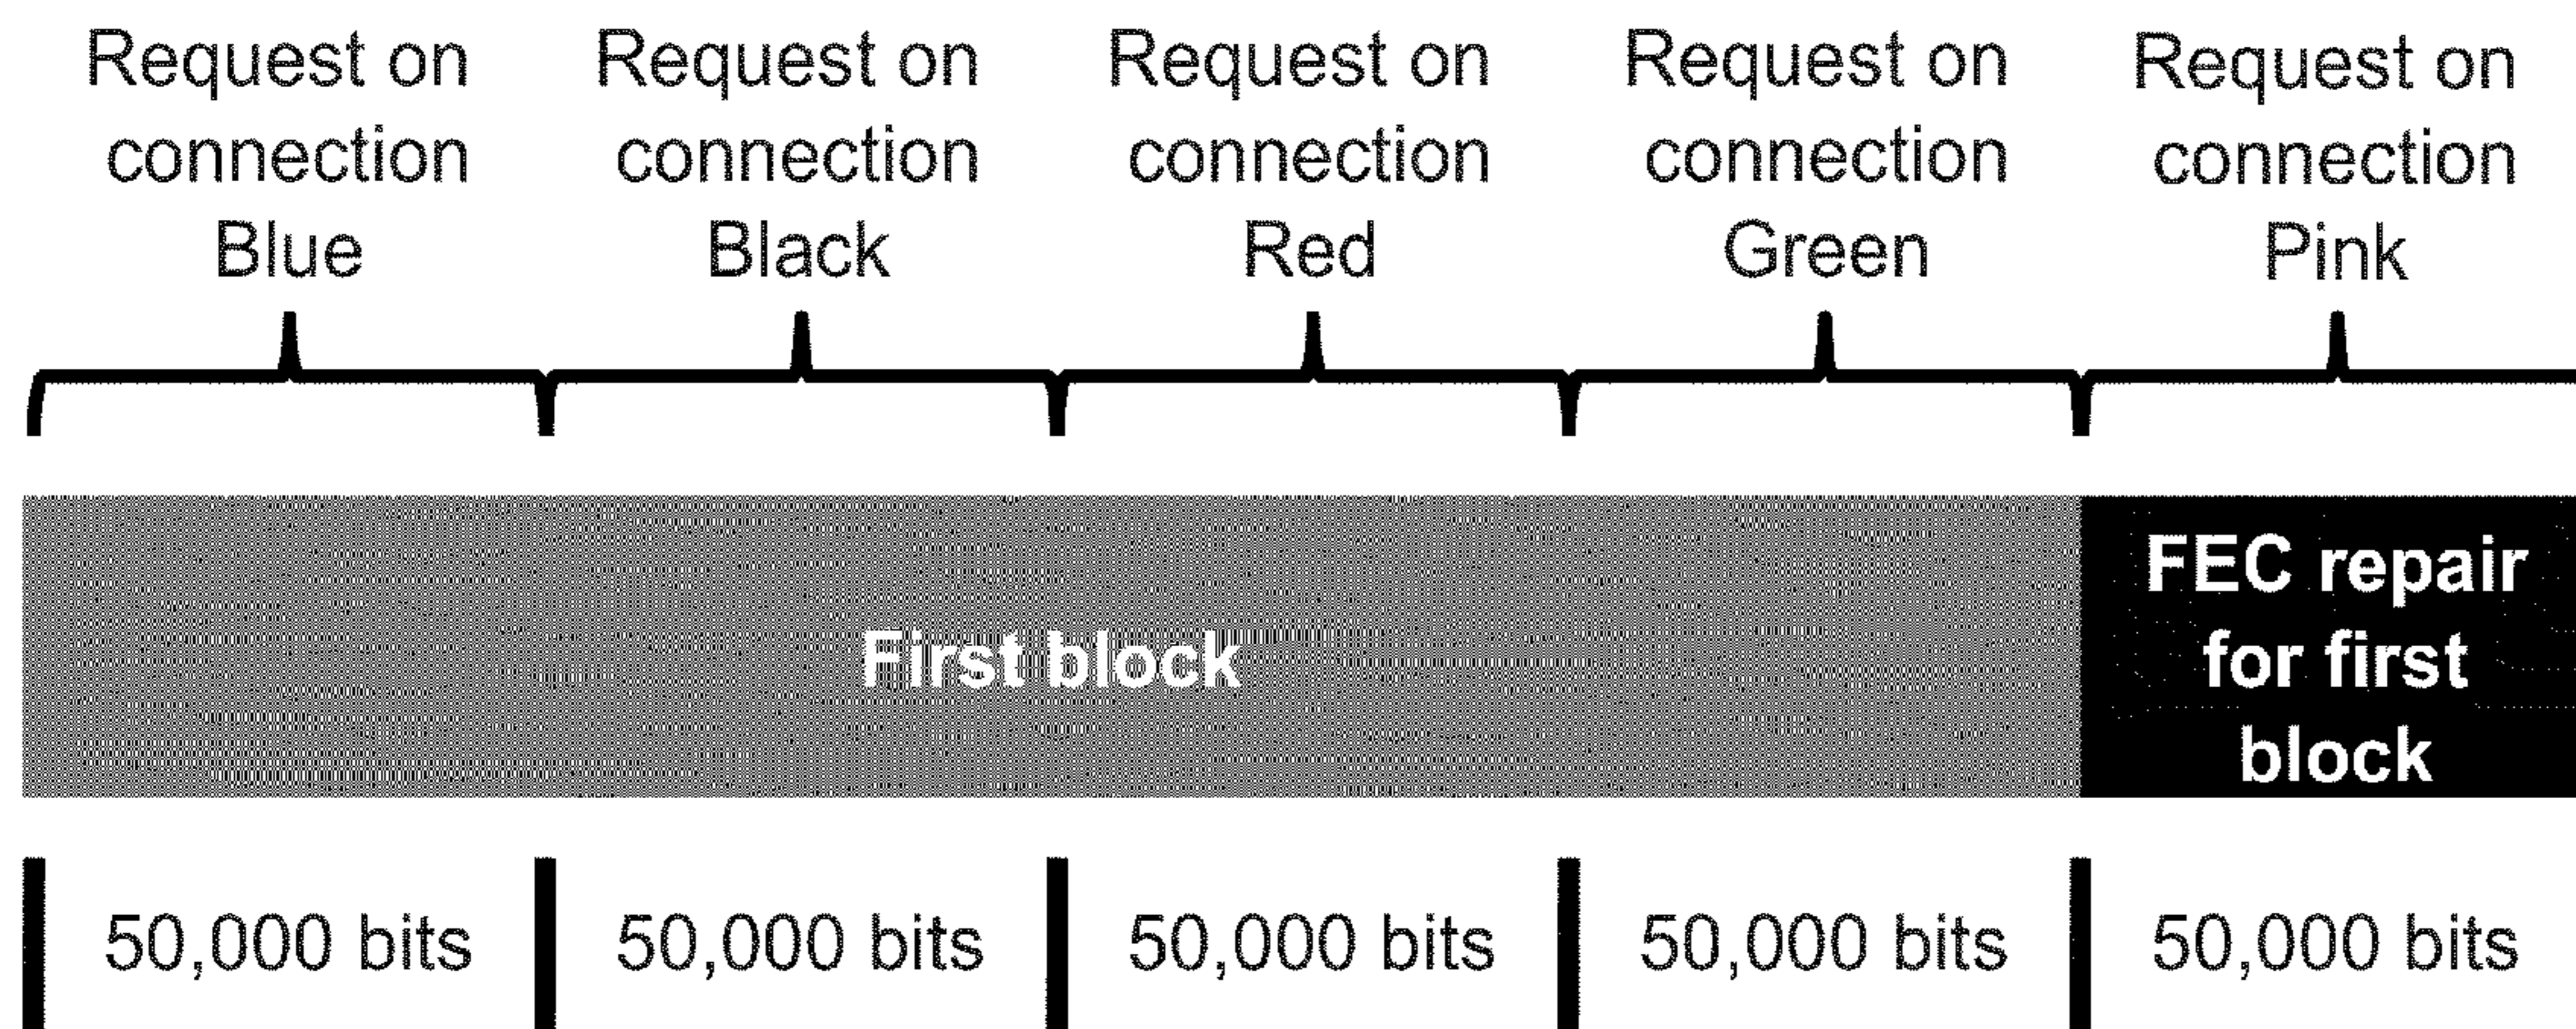 Request on
connection
Blue
Request on
connection
Black
Request on
connection
Red
Request on
connection
Green
Request on
connection
Pink
First block
FEC repair
for first
block
50,000 bits
50,000 bits
50,000 bits
50,000 bits
50,000 bits